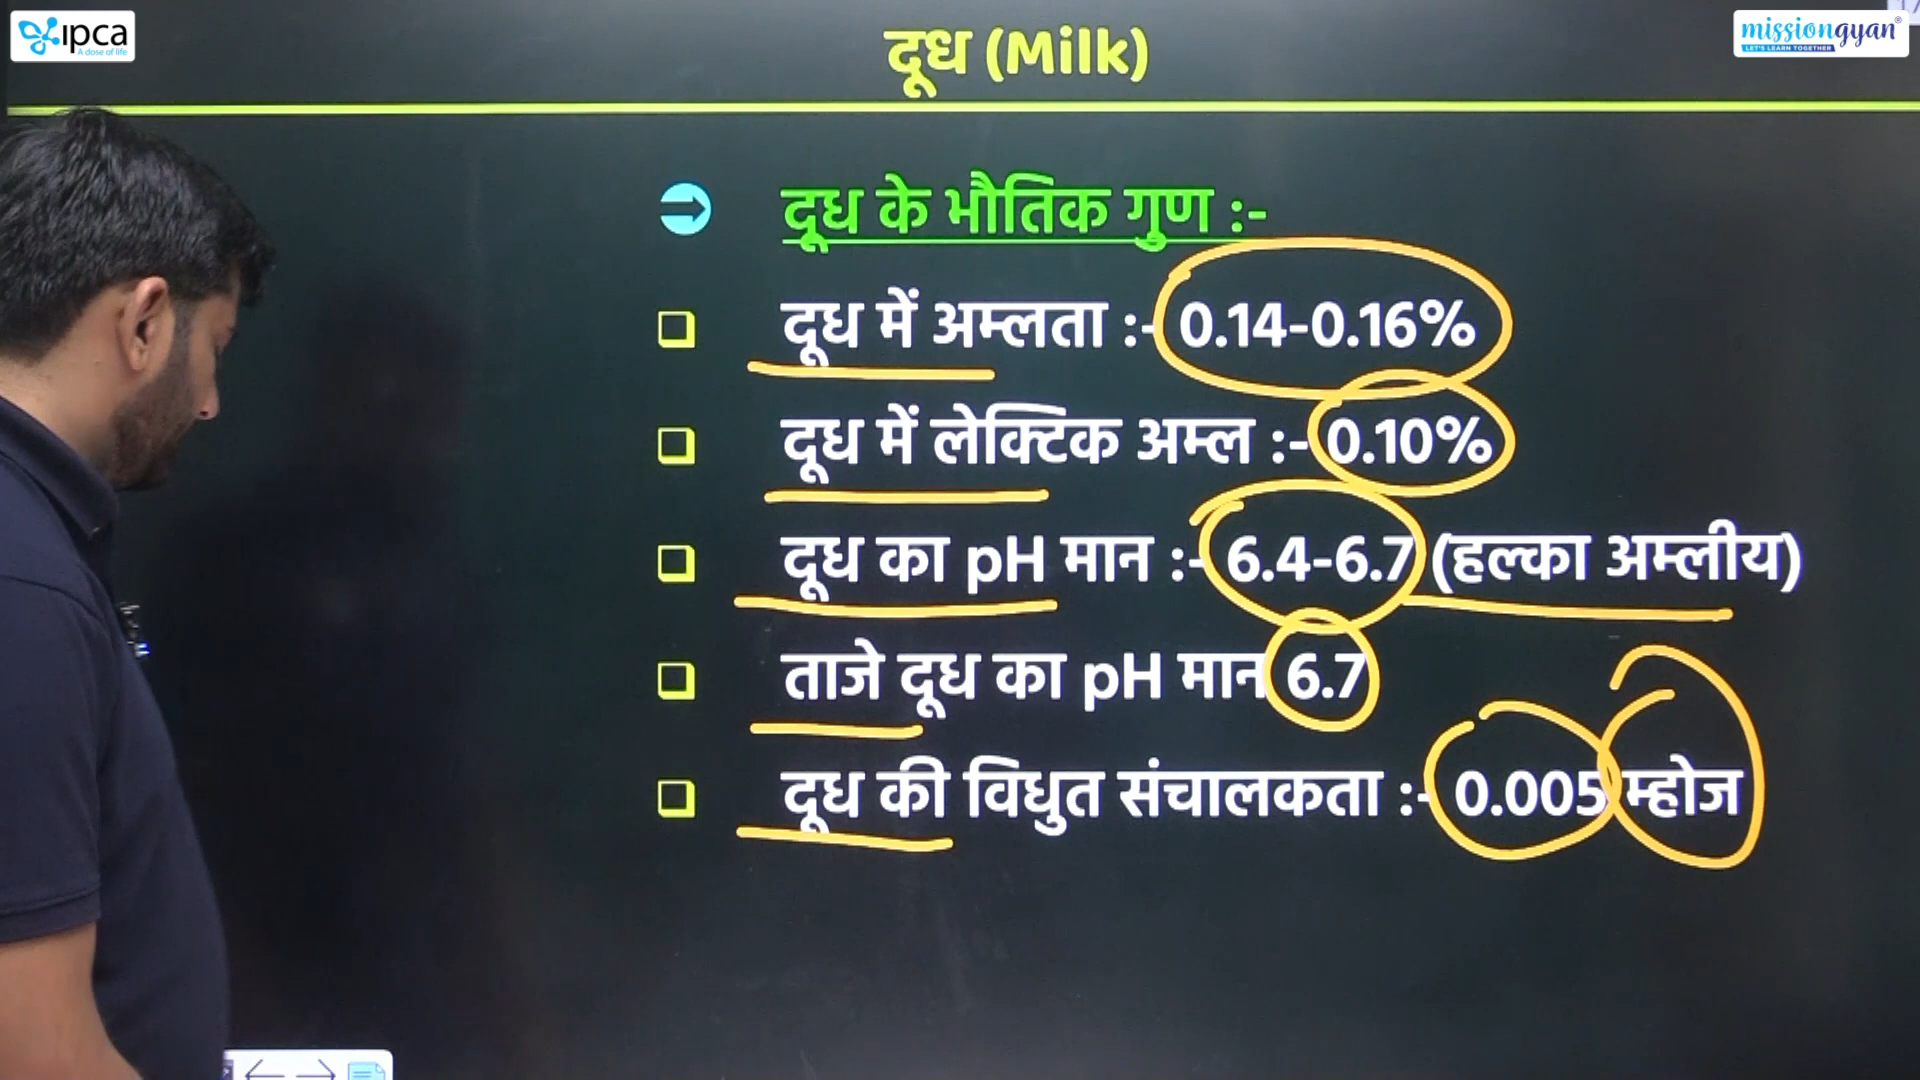 ipca
A dose of life
दूध (Milk)
missiongyan®
LET'S LEARN TOGETHER
दूध के भौतिक गुण :-
दूध में अम्लता :- 0.14-0.16%
दूध में लेक्टिक अम्ल :- 0.10%
दूध का pH मान :- 6.4-6.7 (हल्का अम्लीय)
ताजे दूध का pH मान 6.7
दूध की विधुत संचालकता :- 0.005 म्होज